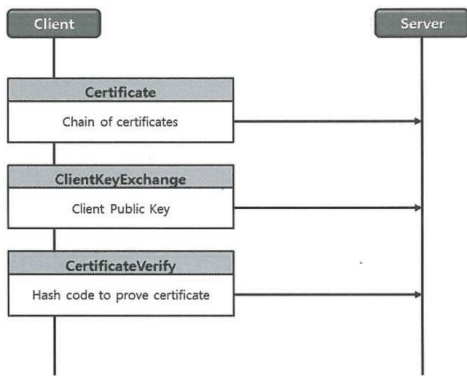 Client
Server
Certificate
Chain of certificates
ClientKeyExchange
Client Public Key
CertificateVerify
Hash code to prove certificate